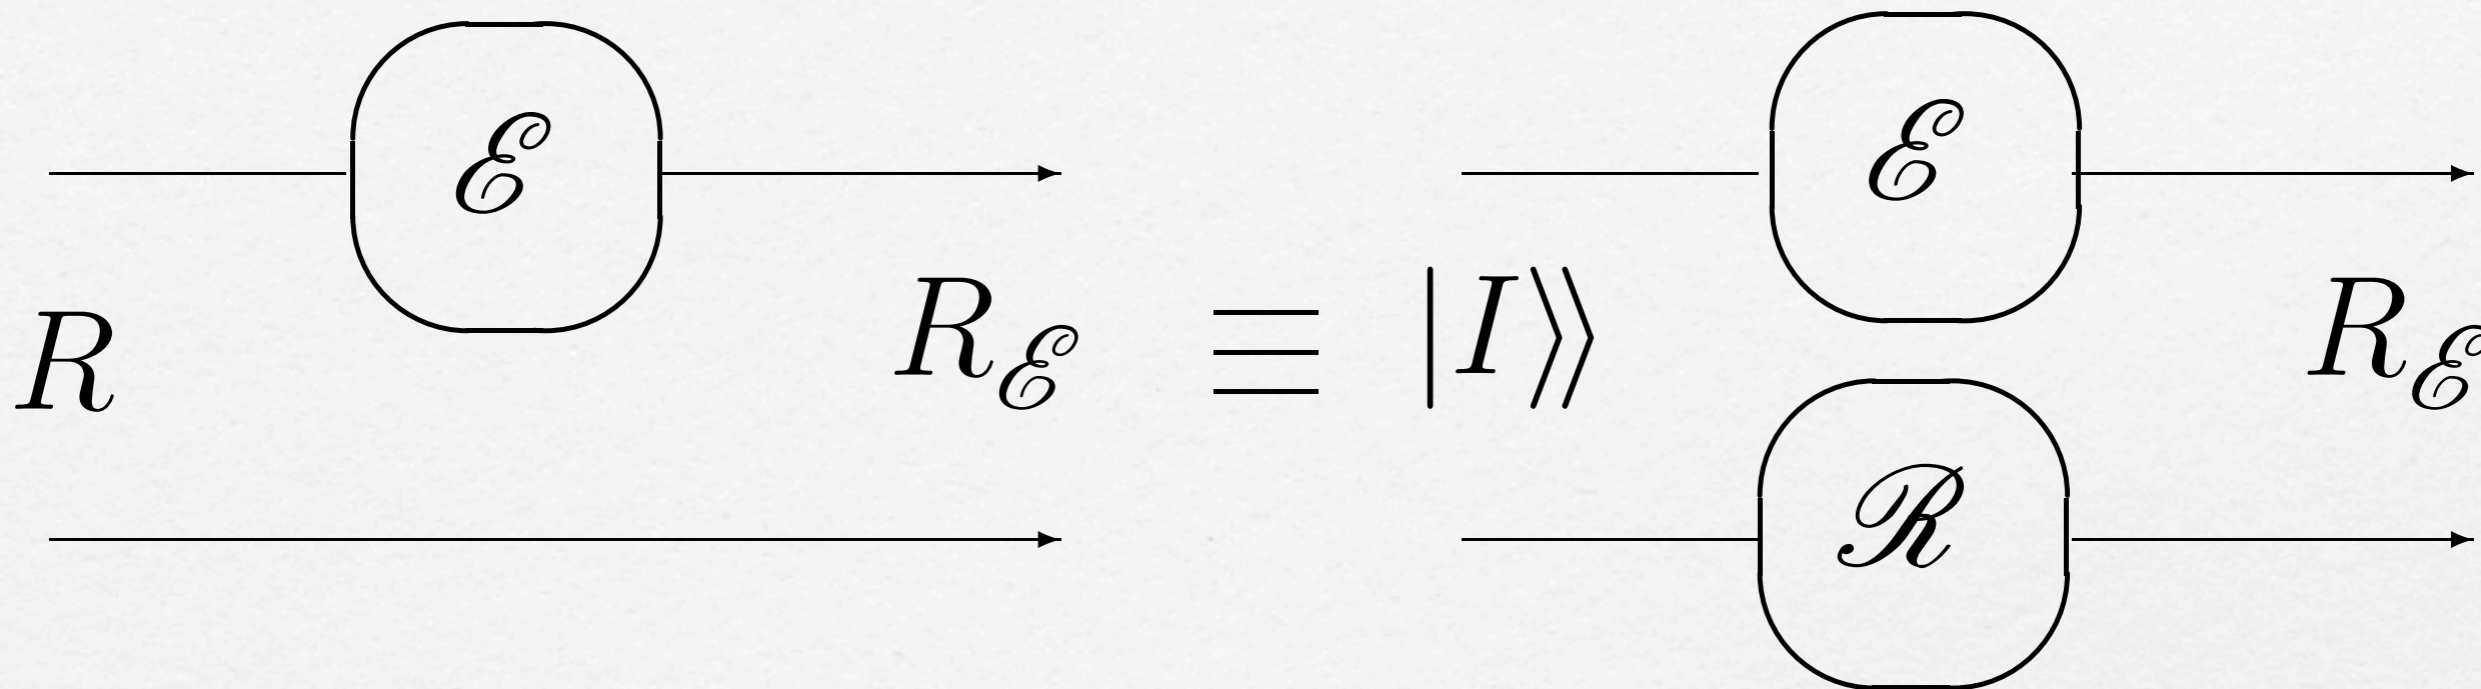 ℰ ℰ
R R_ℰ ≡ |I⟩⟩ R_ℰ
ℛ